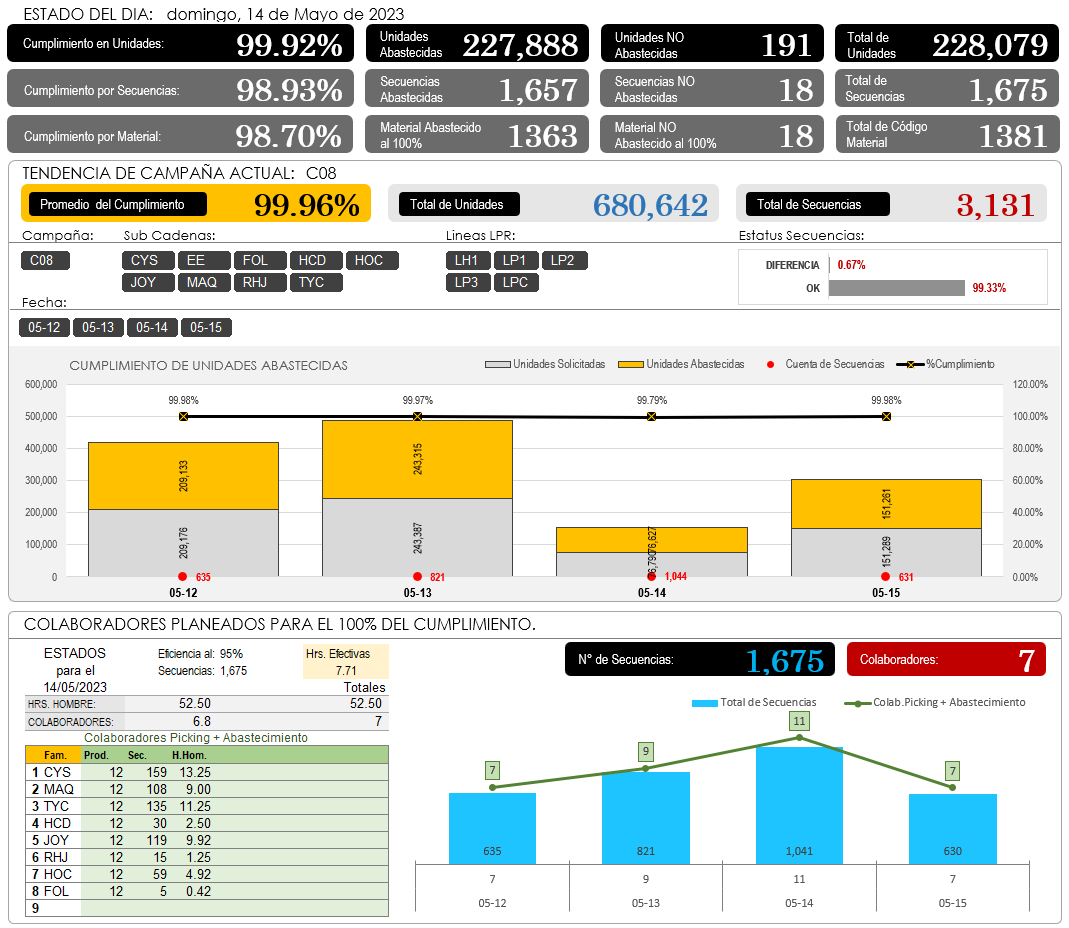 ESTADO DEL DIA: domingo, 14 de Mayo de 2023
Cumplimiento en Unidades: 99.92%
Unidades Abastecidas 227,888
Unidades NO Abastecidas 191
Total de Unidades 228,079
Cumplimiento por Secuencias: 98.93%
Secuencias Abastecidas 1,657
Secuencias NO Abastecidas 18
Total de Secuencias 1,675
Cumplimiento por Material: 98.70%
Material Abastecido al 100% 1363
Material NO Abastecido al 100% 18
Total de Código Material 1381
TENDENCIA DE CAMPAÑA ACTUAL: C08
Promedio del Cumplimiento 99.96%
Total de Unidades 680,642
Total de Secuencias 3,131
Campaña: Sub Cadenas: Lineas LPR: Estatus Secuencias:
C08 CYS EE FOL HCD HOC LH1 LP1 LP2
JOY MAQ RHJ TYC LP3 LPC
DIFERENCIA 0.67%
OK 99.33%
Fecha:
05-12 05-13 05-14 05-15
CUMPLIMIENTO DE UNIDADES ABASTECIDAS
Unidades Solicitadas Unidades Abastecidas Cuenta de Secuencias %Cumplimiento
600,000 120.00%
99.98% 99.97% 99.79% 99.98%
500,000 100.00%
400,000 80.00%
300,000 60.00%
200,000 40.00%
100,000 20.00%
0 0.00%
209,133 243,315 76,627 151,261
209,176 243,387 151,289
635 821 1,044 631
05-12 05-13 05-14 05-15
COLABORADORES PLANEADOS PARA EL 100% DEL CUMPLIMIENTO.
ESTADOS para el 14/05/2023
Eficiencia al: 95%
Secuencias: 1,675
Hrs. Efectivas
7.71
Totales
HRS. HOMBRE: 52.50 52.50
COLABORADORES: 6.8 7
Colaboradores Picking + Abastecimiento
Fam. Prod. Sec. H.Hom.
1 CYS 12 159 13.25
2 MAQ 12 108 9.00
3 TYC 12 135 11.25
4 HCD 12 30 2.50
5 JOY 12 119 9.92
6 RHJ 12 15 1.25
7 HOC 12 59 4.92
8 FOL 12 5 0.42
9
N° de Secuencias: 1,675
Colaboradores: 7
Total de Secuencias Colab.Picking + Abastecimiento
7 9 11 7
635 821 1,041 630
7 9 11 7
05-12 05-13 05-14 05-15